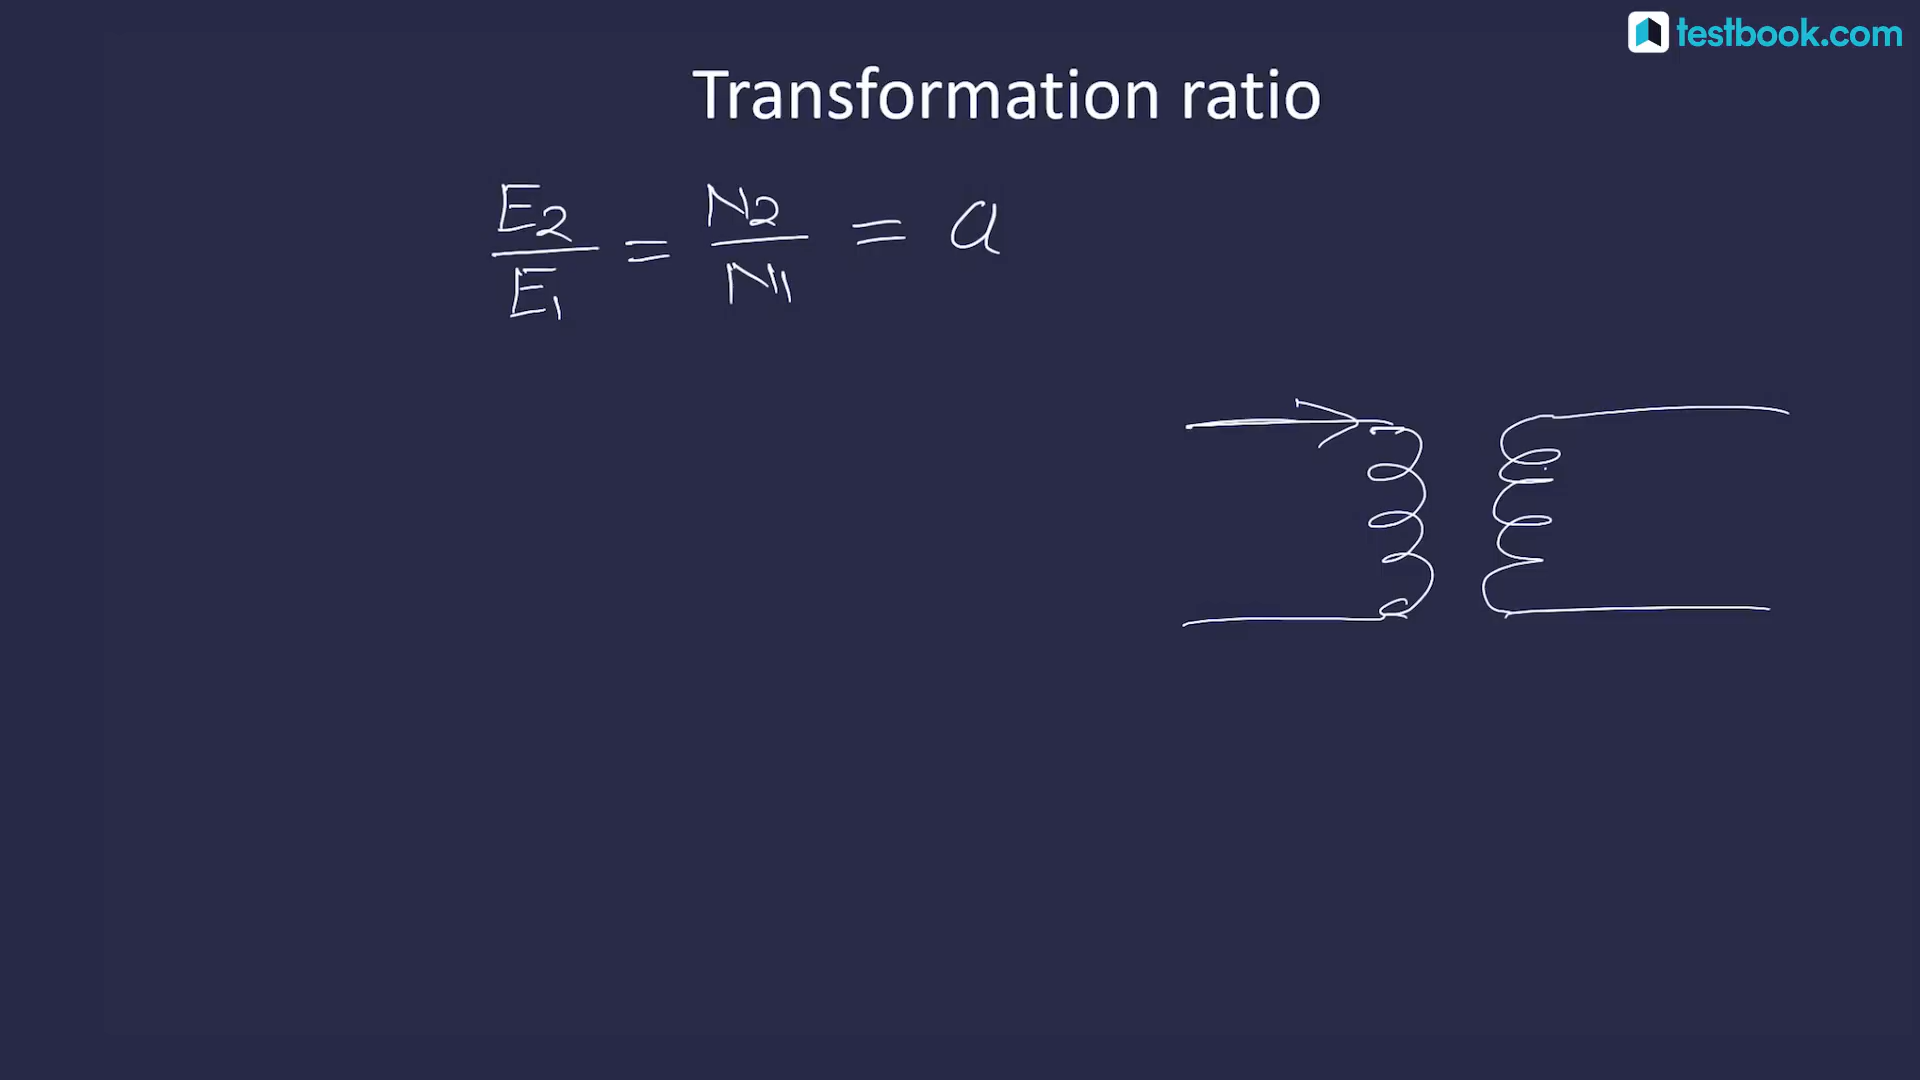 testbook.com
Transformation ratio
E2/E1 = N2/N1 = a